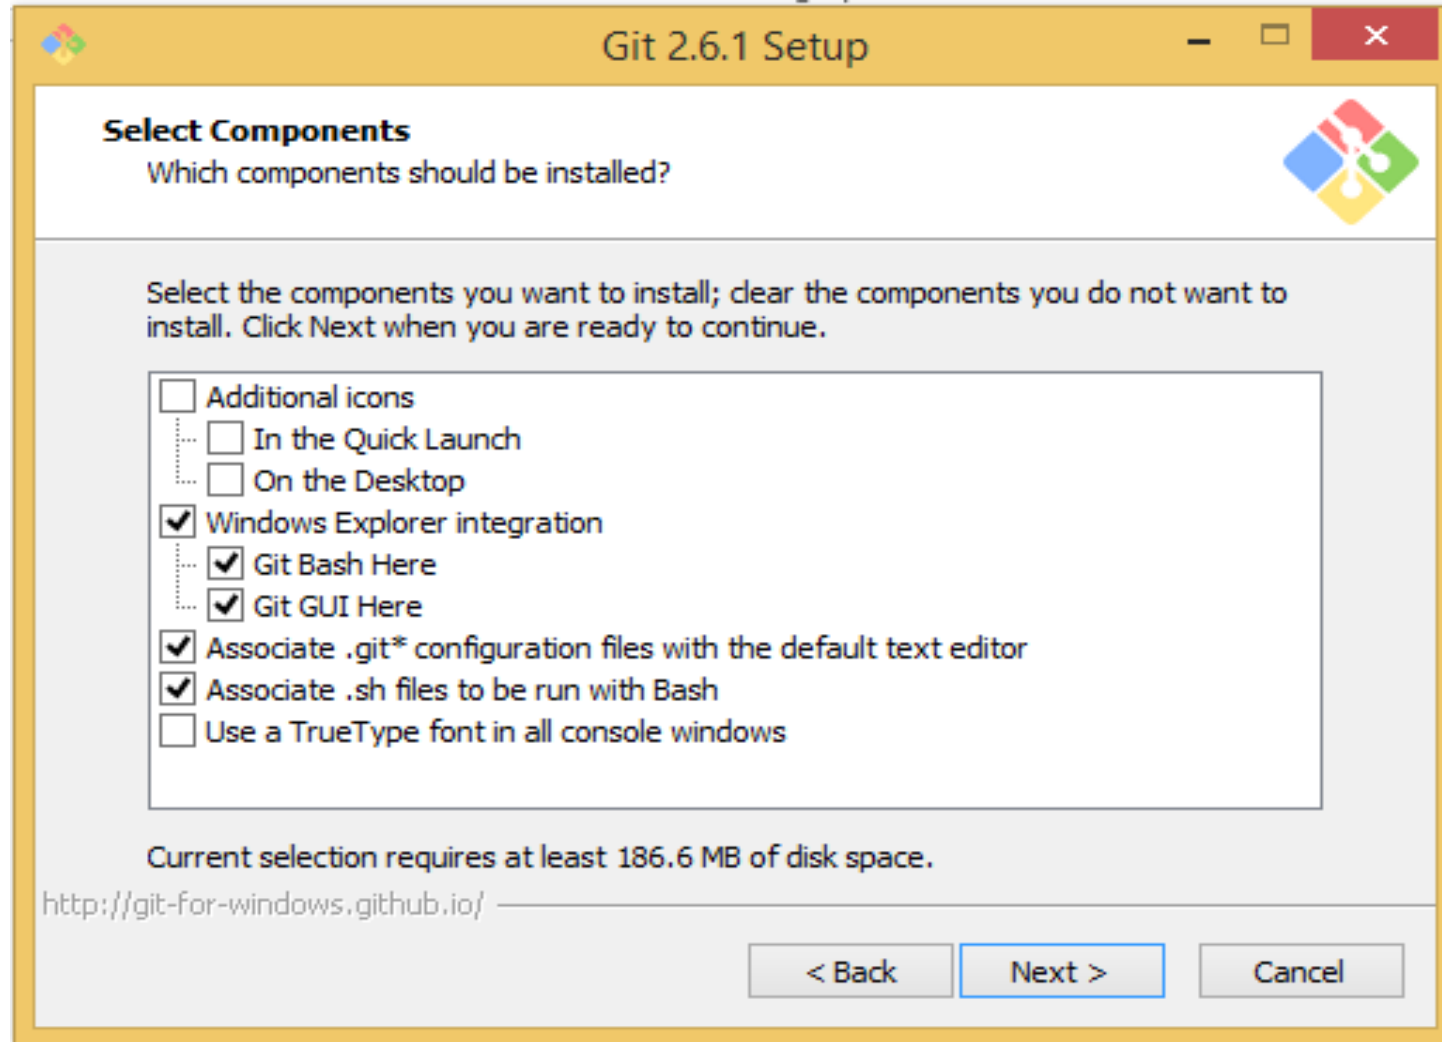 Git 2.6.1 Setup
Select Components
Which components should be installed?
Select the components you want to install; clear the components you do not want to
install. Click Next when you are ready to continue.
Additional icons
In the Quick Launch
On the Desktop
Windows Explorer integration
Git Bash Here
Git GUI Here
Associate .git* configuration files with the default text editor
Associate .sh files to be run with Bash
Use a TrueType font in all console windows
Current selection requires at least 186.6 MB of disk space.
http://git-for-windows.github.io/
< Back Next > Cancel